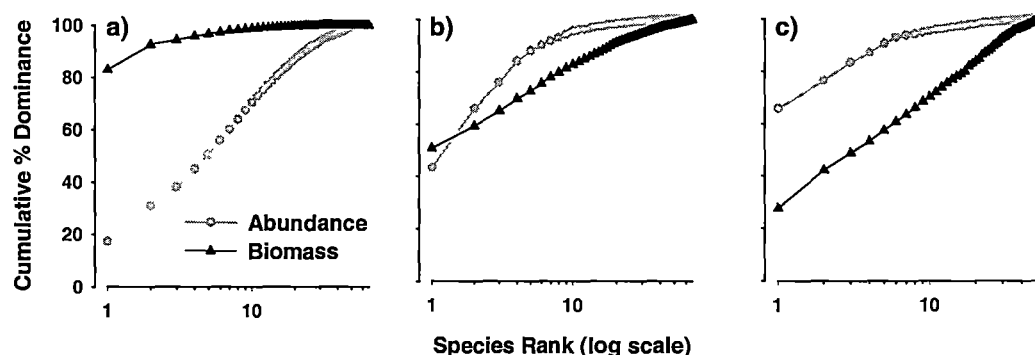 a)
b)
c)
Cumulative % Dominance
100
80
60
40
20
0
Abundance
Biomass
1
10
1
10
1
10
Species Rank (log scale)